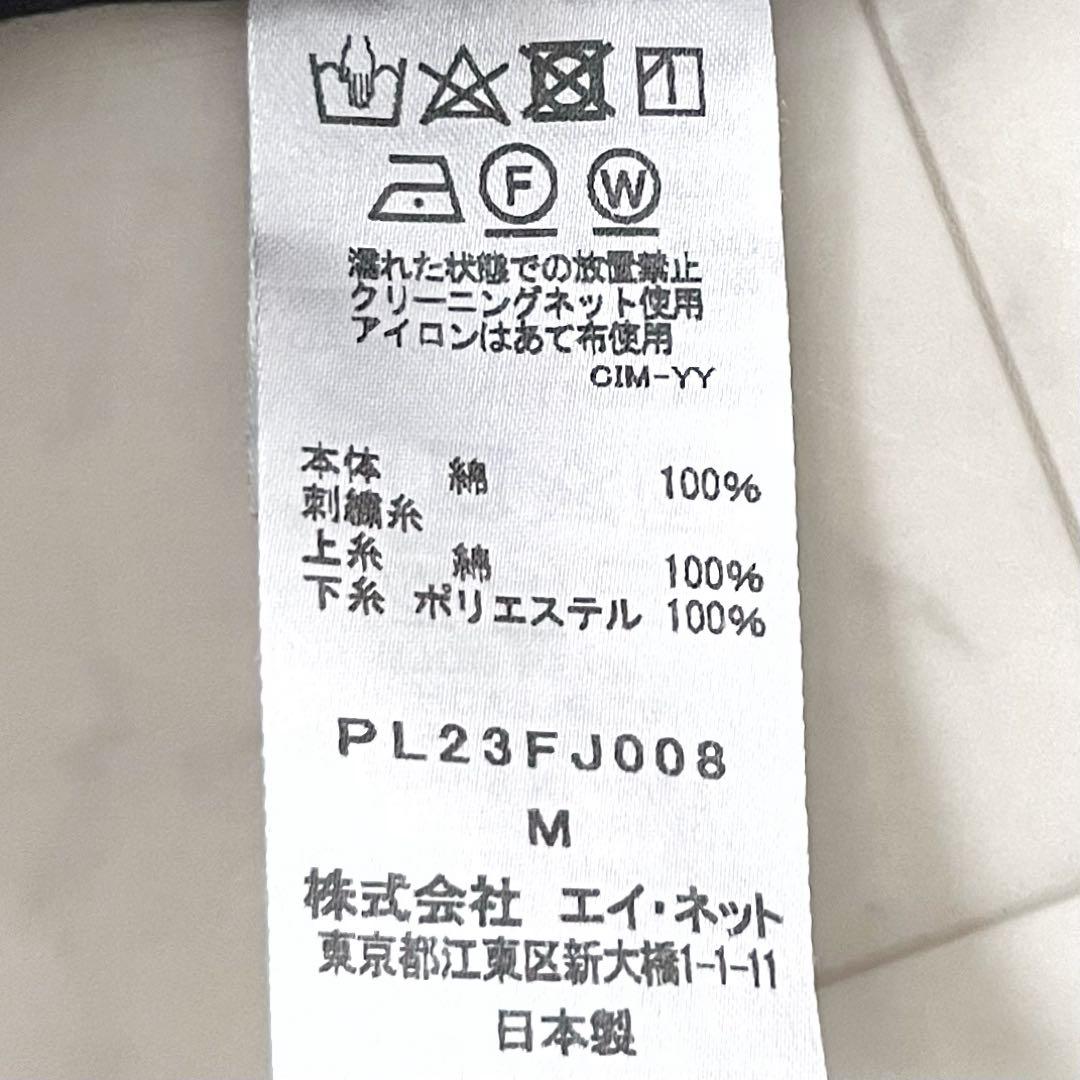 F W
濡れた状態での放置禁止
クリーニングネット使用
アイロンはあて布使用
CIM-YY
本体 綿 100%
刺繍糸
上糸 綿 100%
下糸 ポリエステル 100%
PL23FJ008
M
株式会社 エイ・ネット
東京都江東区新大橋1-1-11
日本製